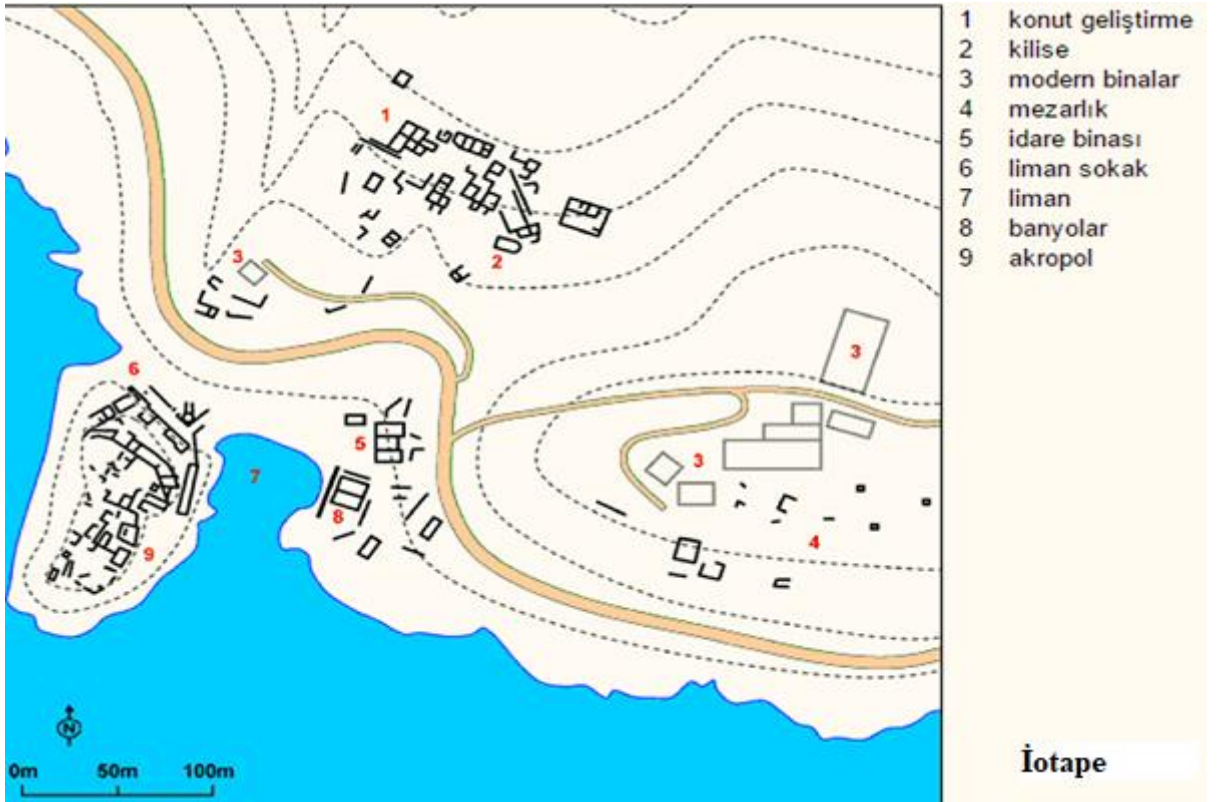 1 konut geliştirme
2 kilise
3 modern binalar
4 mezarlık
5 idare binası
6 liman sokak
7 liman
8 banyolar
9 akropol
1
2
3
3
6
5
7
3
8
4
9
N
0m 50m 100m
İotape